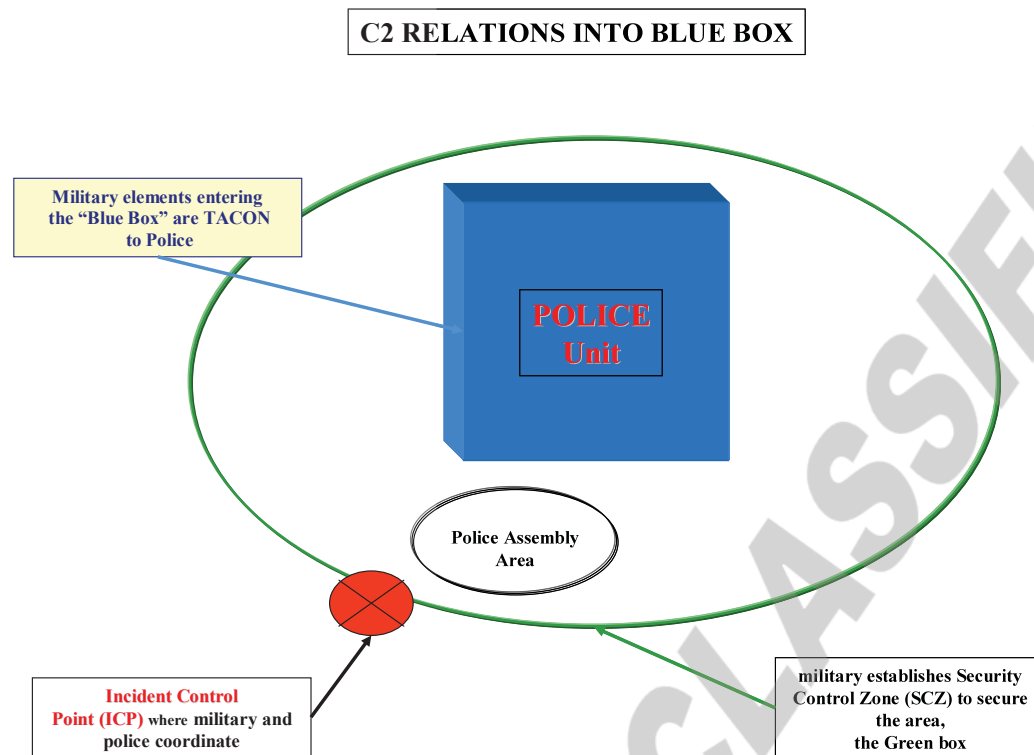 C2 RELATIONS INTO BLUE BOX
Military elements entering
the “Blue Box” are TACON
to Police
POLICE
Unit
Police Assembly
Area
Incident Control
Point (ICP) where military and
police coordinate
military establishes Security
Control Zone (SCZ) to secure
the area,
the Green box